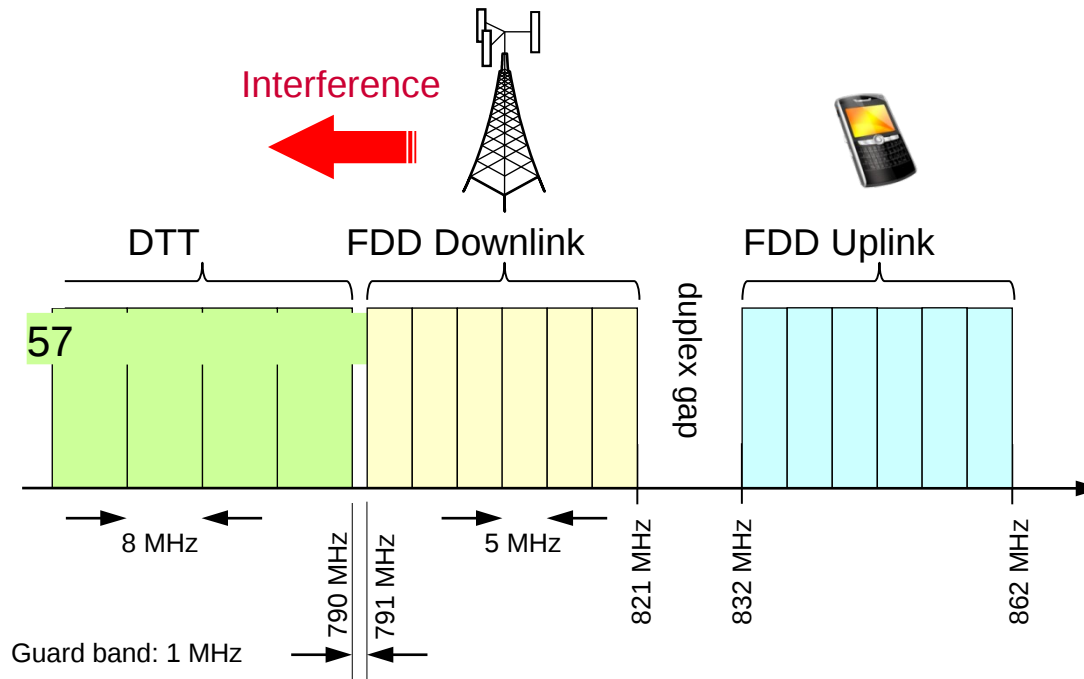 Interference
DTT
FDD Downlink
FDD Uplink
57
duplex gap
8 MHz
5 MHz
790 MHz
791 MHz
821 MHz
832 MHz
862 MHz
Guard band: 1 MHz